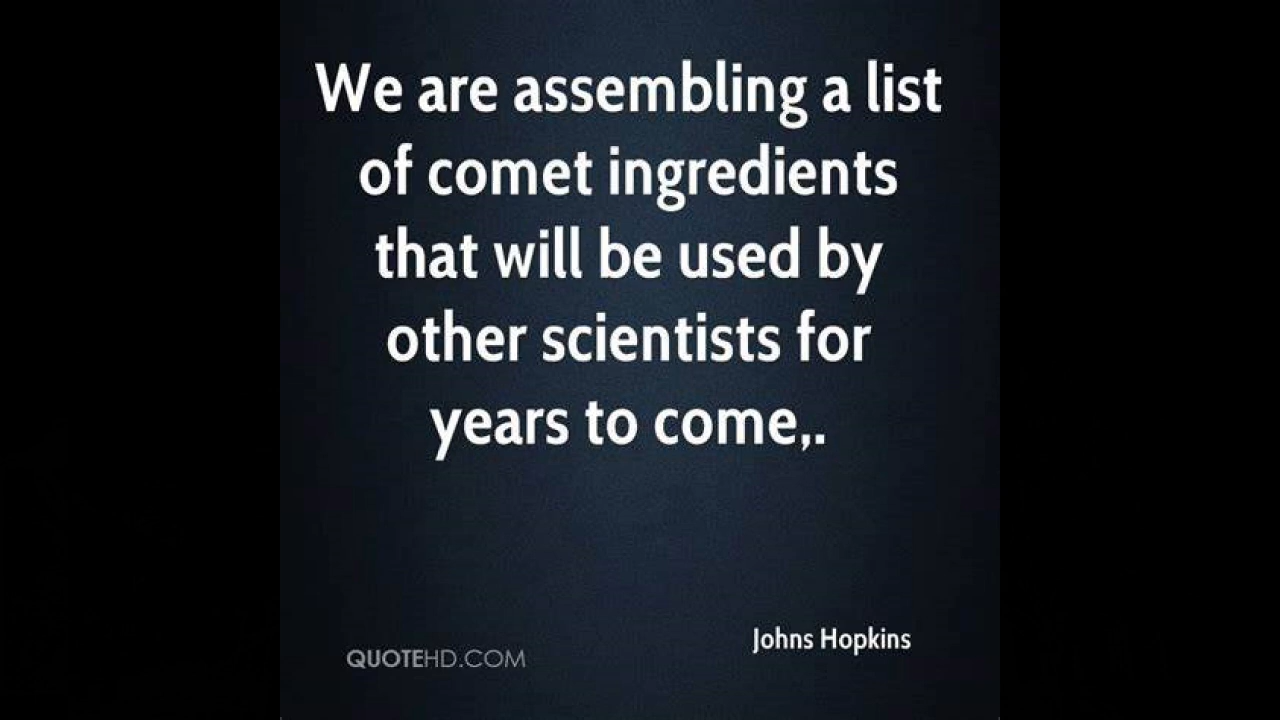 We are assembling a list
of comet ingredients
that will be used by
other scientists for
years to come,.
Johns Hopkins
QUOTEHD.COM